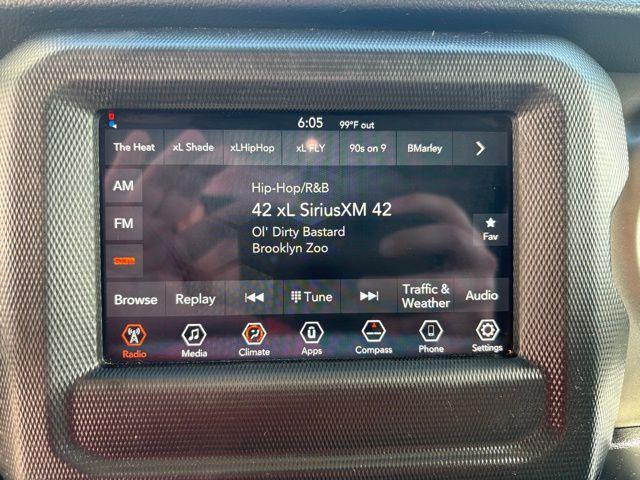 6:05 99°F out
The Heat xL Shade xLHipHop xL FLY 90s on 9 BMarley
AM
Hip-Hop/R&B
42 xL SiriusXM 42
FM
Ol' Dirty Bastard
Fav
Brooklyn Zoo
Browse Replay Tune Traffic & Weather Audio
Radio Media Climate Apps Compass Phone Settings